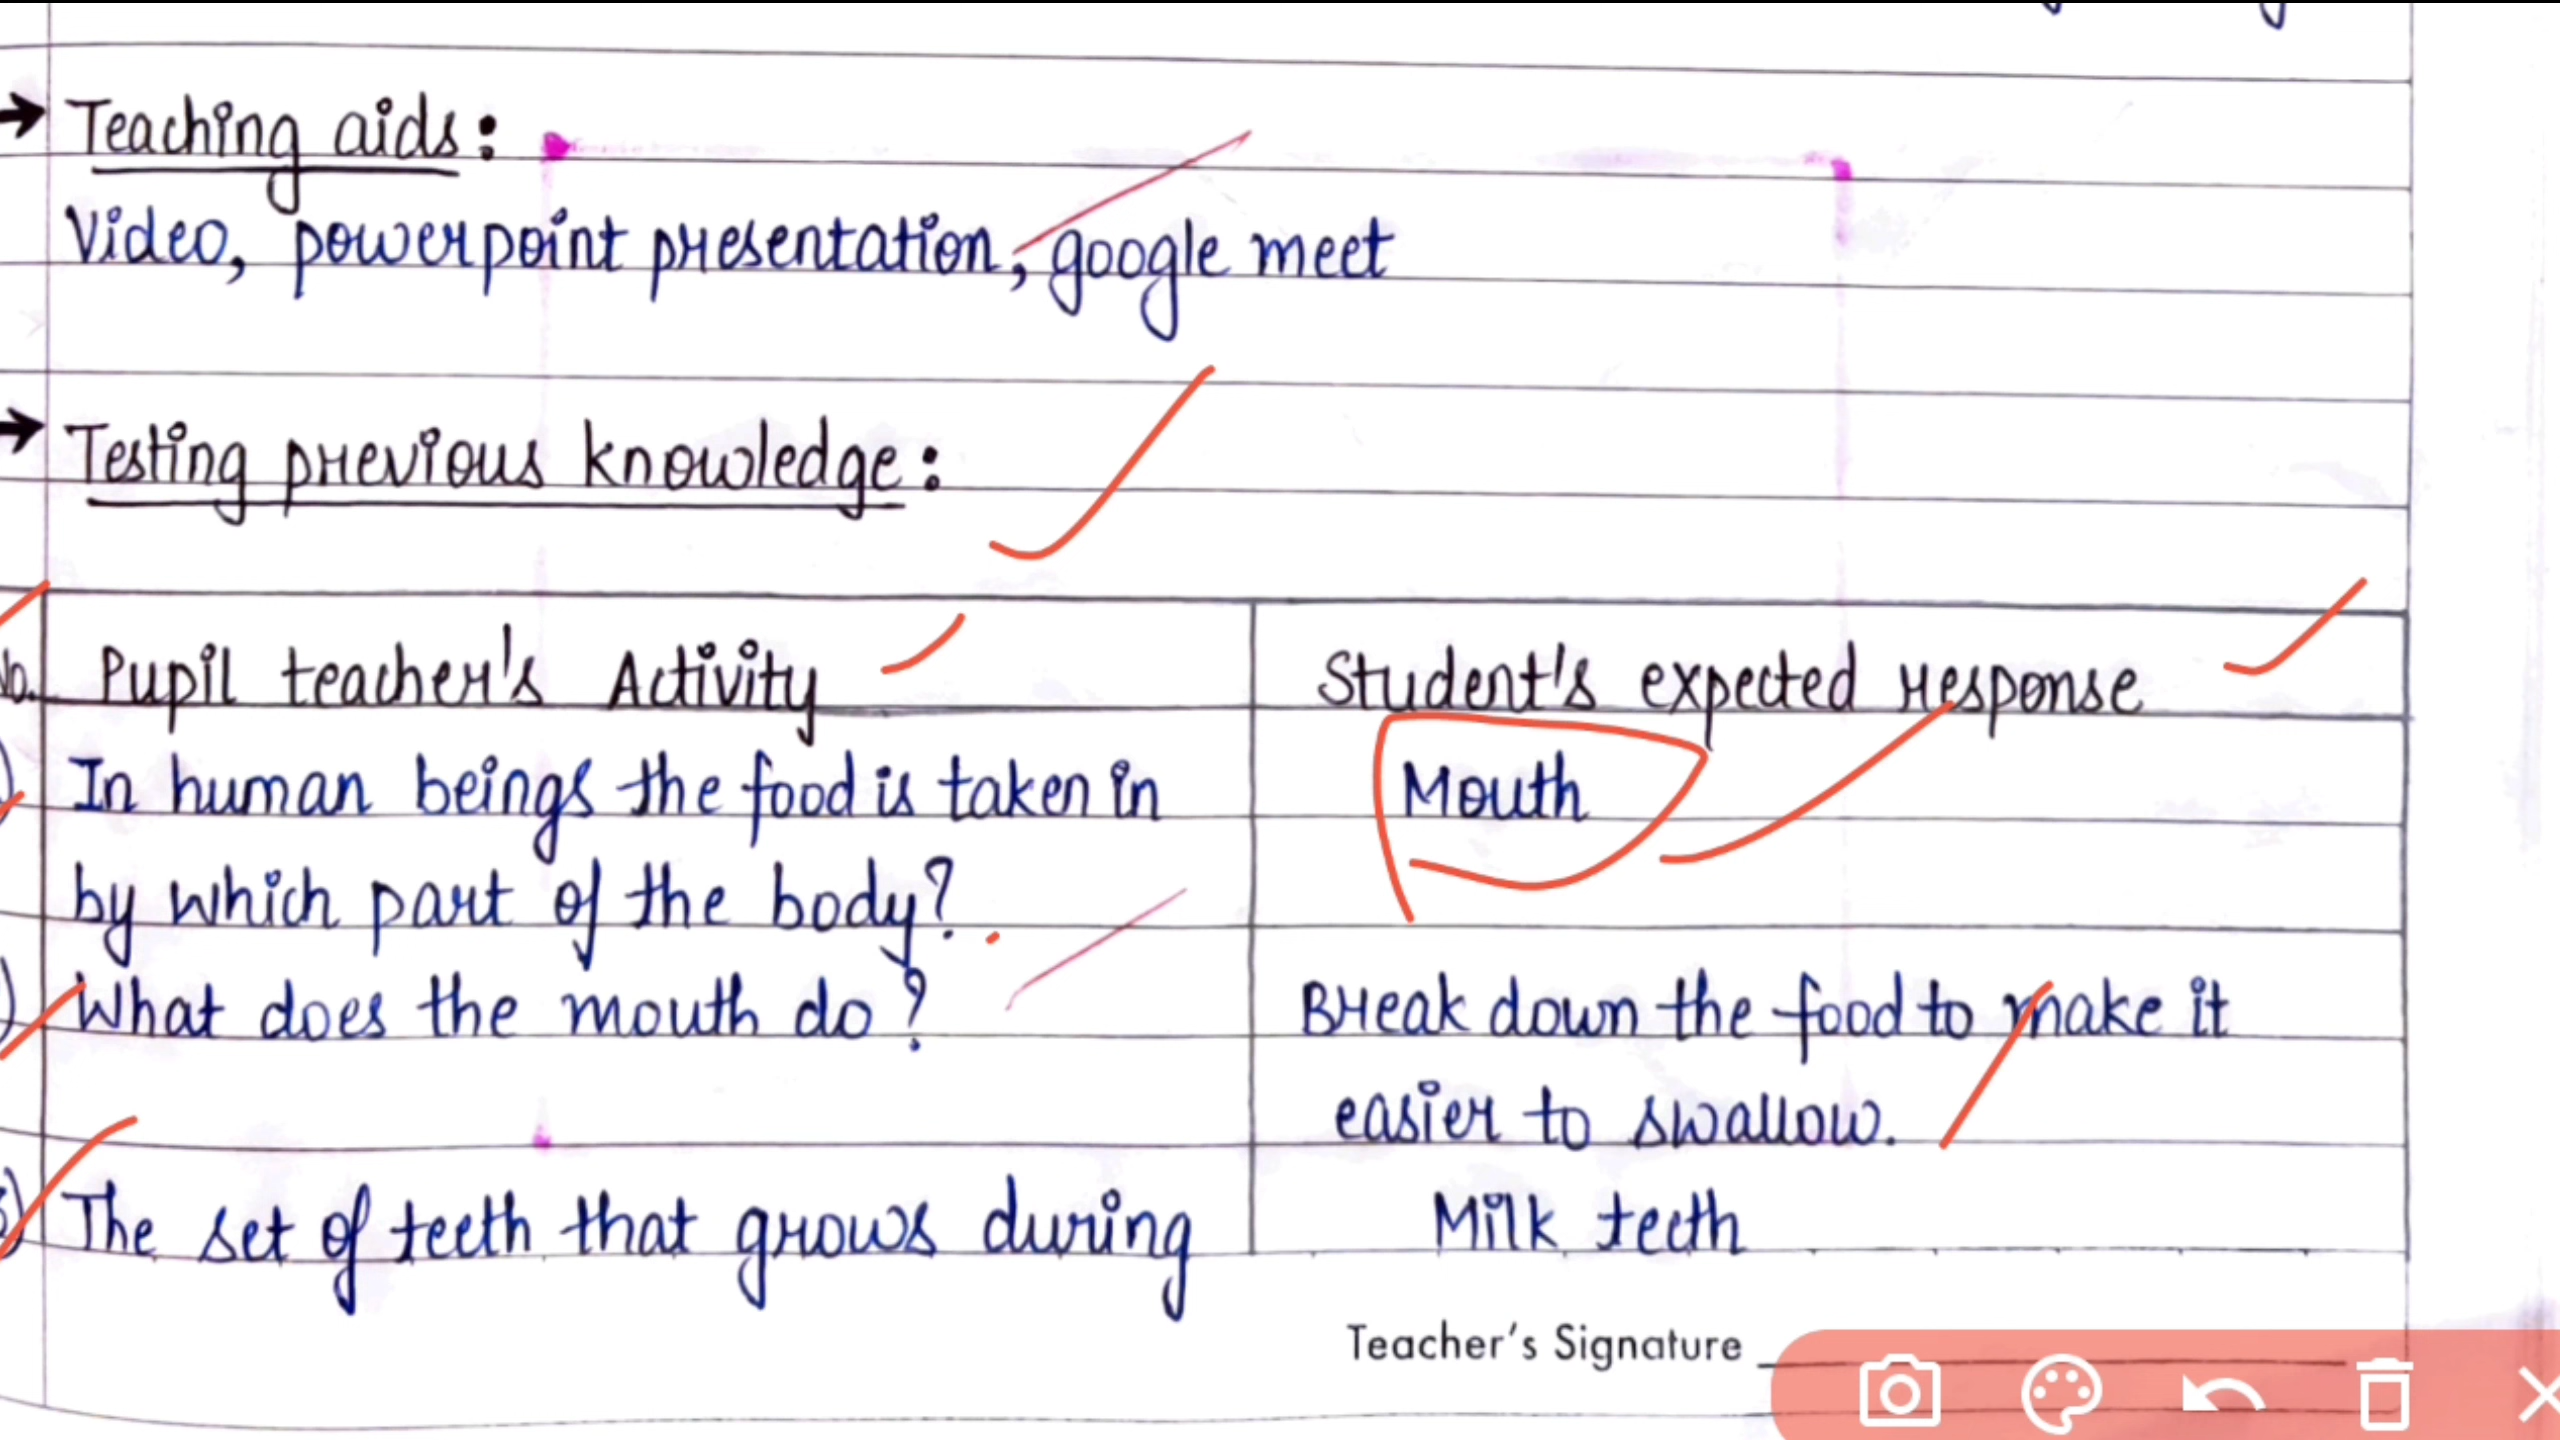 → Teaching aids:
Video, powerpoint presentation, google meet
→ Testing previous knowledge:
No. Pupil teacher's Activity
Student's expected response
In human beings the food is taken in
by which part of the body?
Mouth
What does the mouth do?
Break down the food to make it
easier to swallow.
3) The set of teeth that grows during
Milk teeth
Teacher's Signature